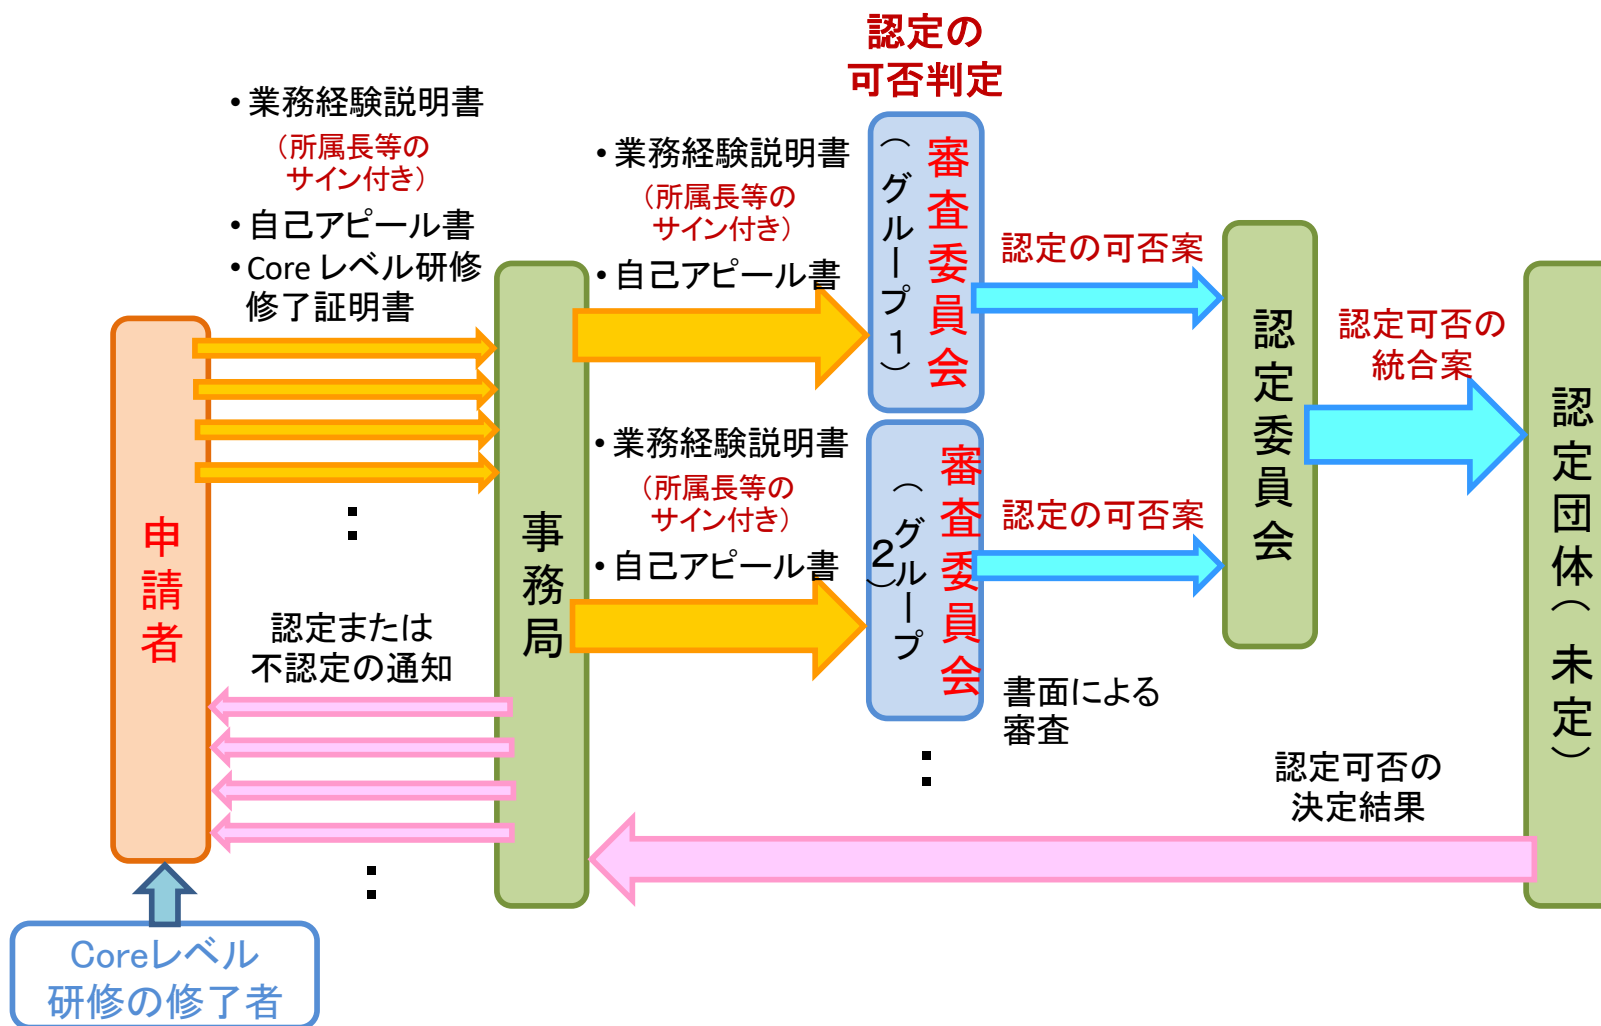 認定の
可否判定
• 業務経験説明書
（所属長等の
サイン付き）
• 自己アピール書
• Core レベル研修
修了証明書
• 業務経験説明書
（所属長等の
サイン付き）
• 自己アピール書
審査委員会
（グループ１）
認定の可否案
• 業務経験説明書
（所属長等の
サイン付き）
• 自己アピール書
審査委員会
（グループ
２）
認定の可否案
書面による
審査
認定委員会
認定可否の
統合案
認定団体（未定）
認定可否の
決定結果
事務局
認定または
不認定の通知
申請者
Coreレベル
研修の修了者